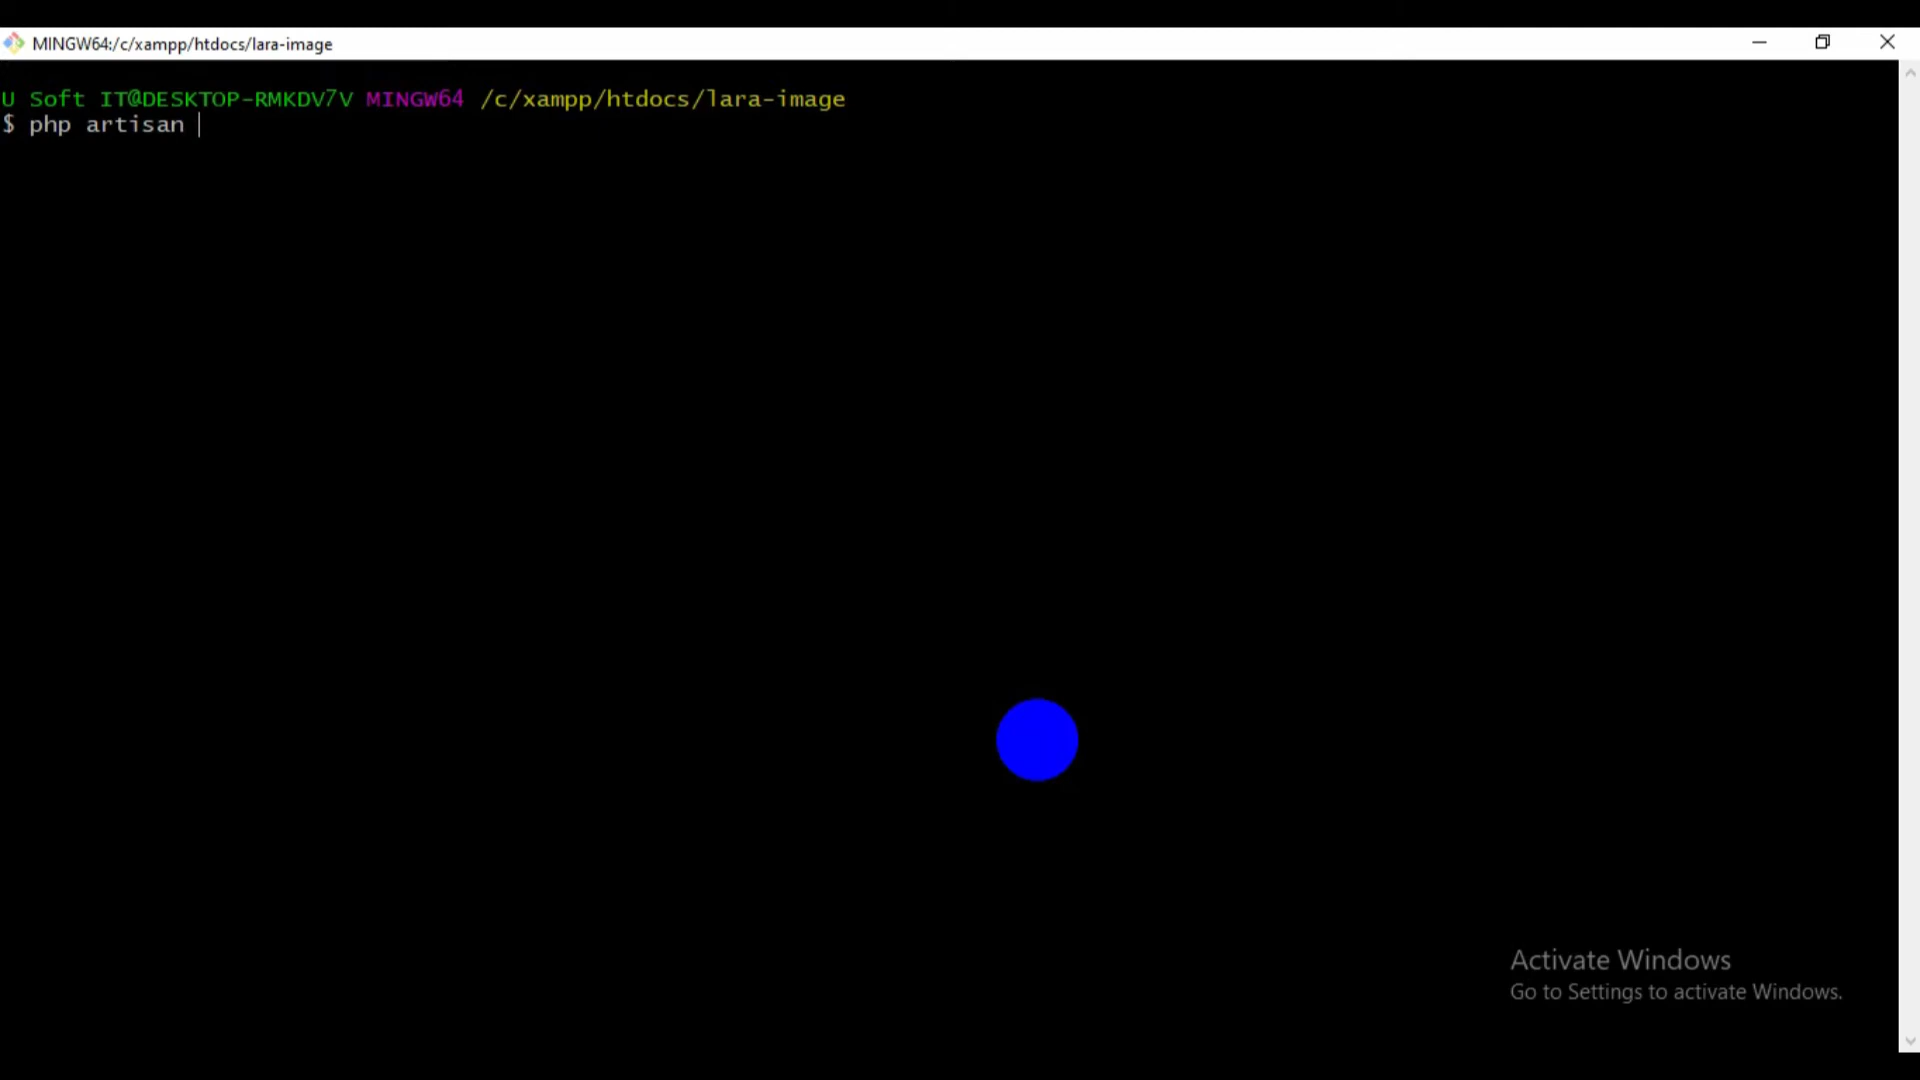 MINGW64:/c/xampp/htdocs/lara-image
U Soft IT@DESKTOP-RMKDV7V MINGW64 /c/xampp/htdocs/lara-image
$ php artisan
Activate Windows
Go to Settings to activate Windows.